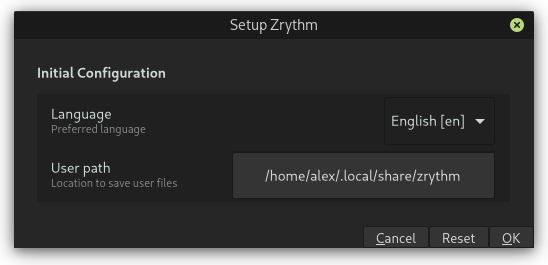 Setup Zrythm
Initial Configuration
Language
Preferred language
English [en]
User path
Location to save user files
/home/alex/.local/share/zrythm
Cancel Reset OK